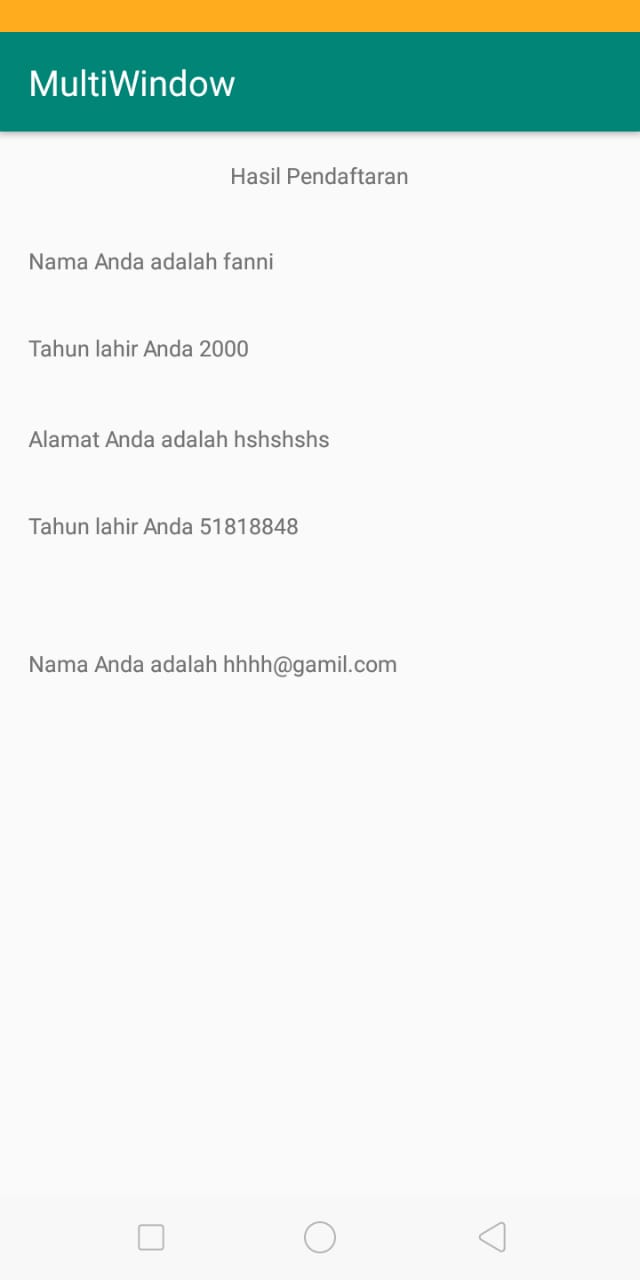 MultiWindow
Hasil Pendaftaran
Nama Anda adalah fanni
Tahun lahir Anda 2000
Alamat Anda adalah hshshshs
Tahun lahir Anda 51818848
Nama Anda adalah hhhh@gamil.com